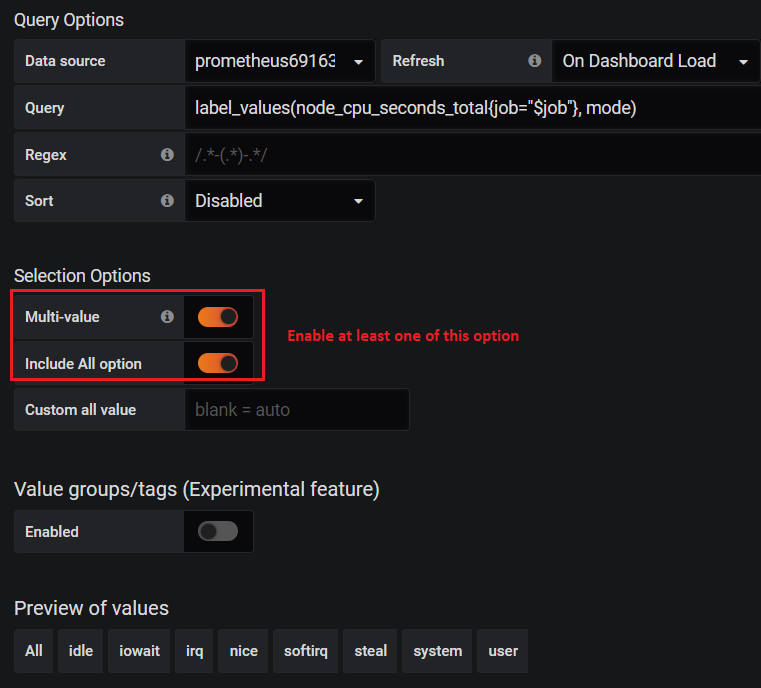 Query Options
Data source prometheus69163 Refresh On Dashboard Load
Query label_values(node_cpu_seconds_total{job="$job"}, mode)
Regex /.*-(.*)-.*/
Sort Disabled
Selection Options
Multi-value
Enable at least one of this option
Include All option
Custom all value blank = auto
Value groups/tags (Experimental feature)
Enabled
Preview of values
All idle iowait irq nice softirq steal system user